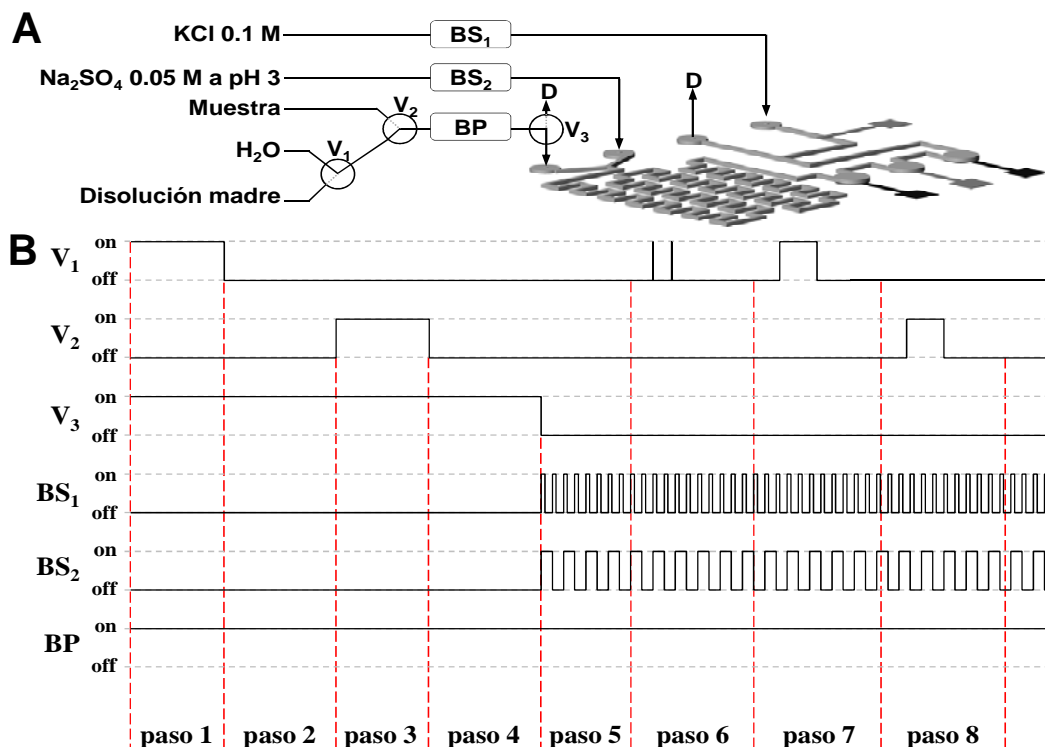 A
KCl 0.1 M
BS₁
Na₂SO₄ 0.05 M a pH 3
BS₂
D
D
Muestra
V₂
BP
V₃
H₂O
V₁
Disolución madre
B
V₁
on
off
V₂
on
off
V₃
on
off
BS₁
on
off
BS₂
on
off
BP
on
off
paso 1 paso 2 paso 3 paso 4 paso 5 paso 6 paso 7 paso 8